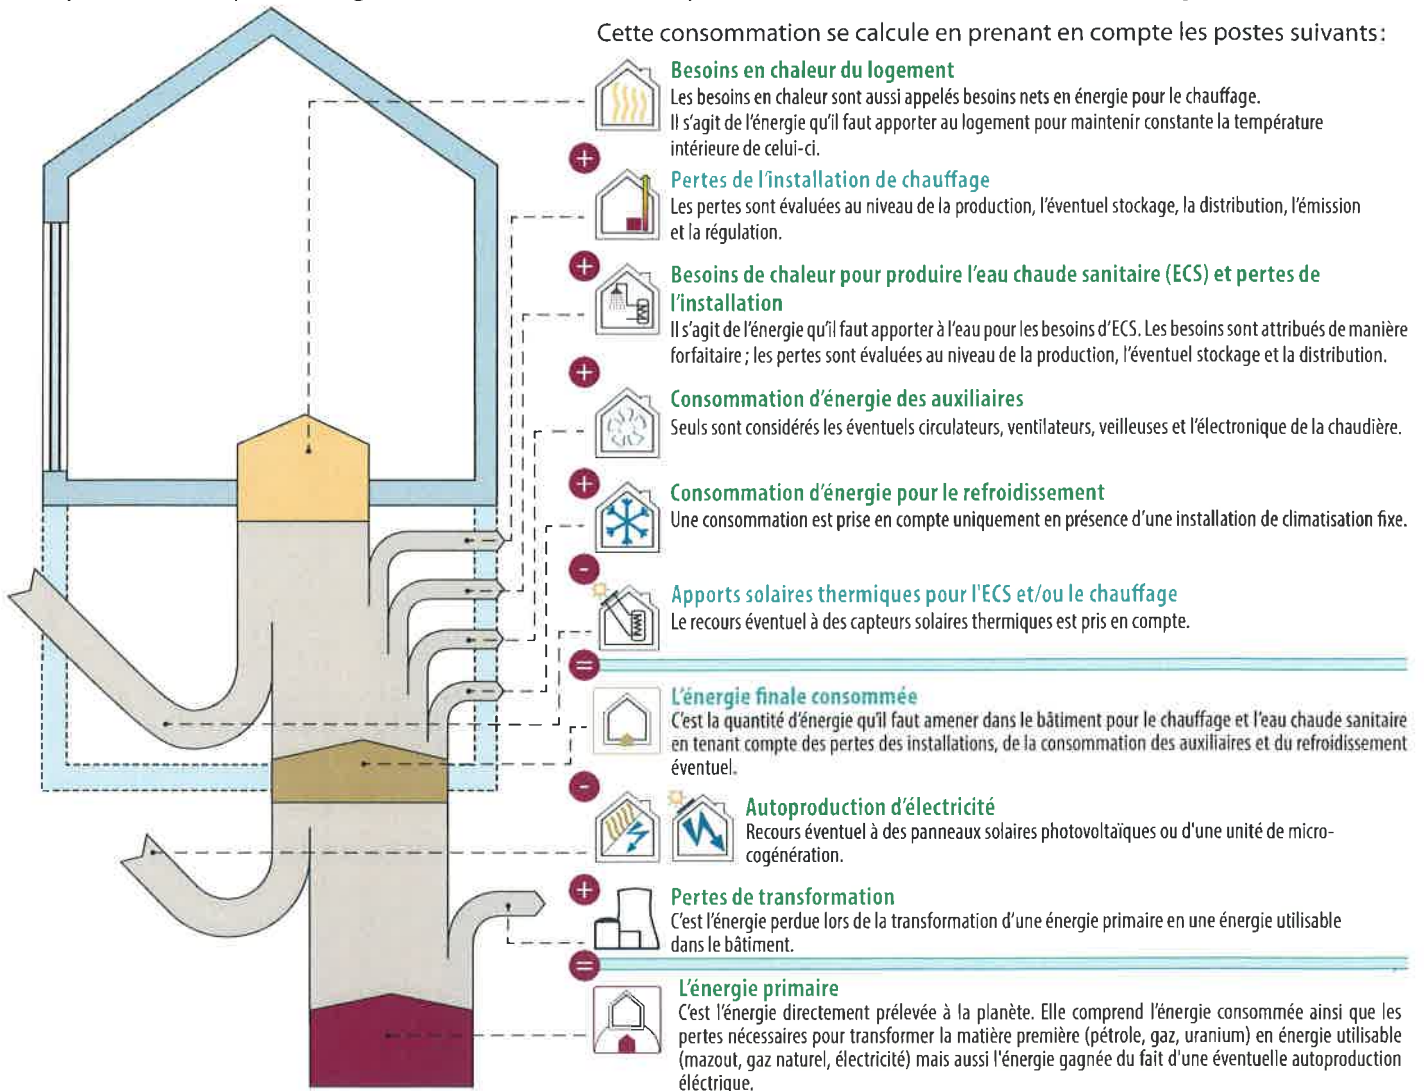 Cette consommation se calcule en prenant en compte les postes suivants:
Besoins en chaleur du logement
Les besoins en chaleur sont aussi appelés besoins nets en énergie pour le chauffage.
Il s'agit de l'énergie qu'il faut apporter au logement pour maintenir constante la température
intérieure de celui-ci.
+
Pertes de l'installation de chauffage
Les pertes sont évaluées au niveau de la production, l'éventuel stockage, la distribution, l'émission
et la régulation.
+
Besoins de chaleur pour produire l'eau chaude sanitaire (ECS) et pertes de
l'installation
Il s'agit de l'énergie qu'il faut apporter à l'eau pour les besoins d'ECS. Les besoins sont attribués de manière
forfaitaire ; les pertes sont évaluées au niveau de la production, l'éventuel stockage et la distribution.
+
Consommation d'énergie des auxiliaires
Seuls sont considérés les éventuels circulateurs, ventilateurs, veilleuses et l'électronique de la chaudière.
+
Consommation d'énergie pour le refroidissement
Une consommation est prise en compte uniquement en présence d'une installation de climatisation fixe.
-
Apports solaires thermiques pour l'ECS et/ou le chauffage
Le recours éventuel à des capteurs solaires thermiques est pris en compte.
=
L'énergie finale consommée
C'est la quantité d'énergie qu'il faut amener dans le bâtiment pour le chauffage et l'eau chaude sanitaire
en tenant compte des pertes des installations, de la consommation des auxiliaires et du refroidissement
éventuel.
-
Autoproduction d'électricité
Recours éventuel à des panneaux solaires photovoltaïques ou d'une unité de micro-
cogénération.
+
Pertes de transformation
C'est l'énergie perdue lors de la transformation d'une énergie primaire en une énergie utilisable
dans le bâtiment.
=
L'énergie primaire
C'est l'énergie directement prélevée à la planète. Elle comprend l'énergie consommée ainsi que les
pertes nécessaires pour transformer la matière première (pétrole, gaz, uranium) en énergie utilisable
(mazout, gaz naturel, électricité) mais aussi l'énergie gagnée du fait d'une éventuelle autoproduction
éléctrique.